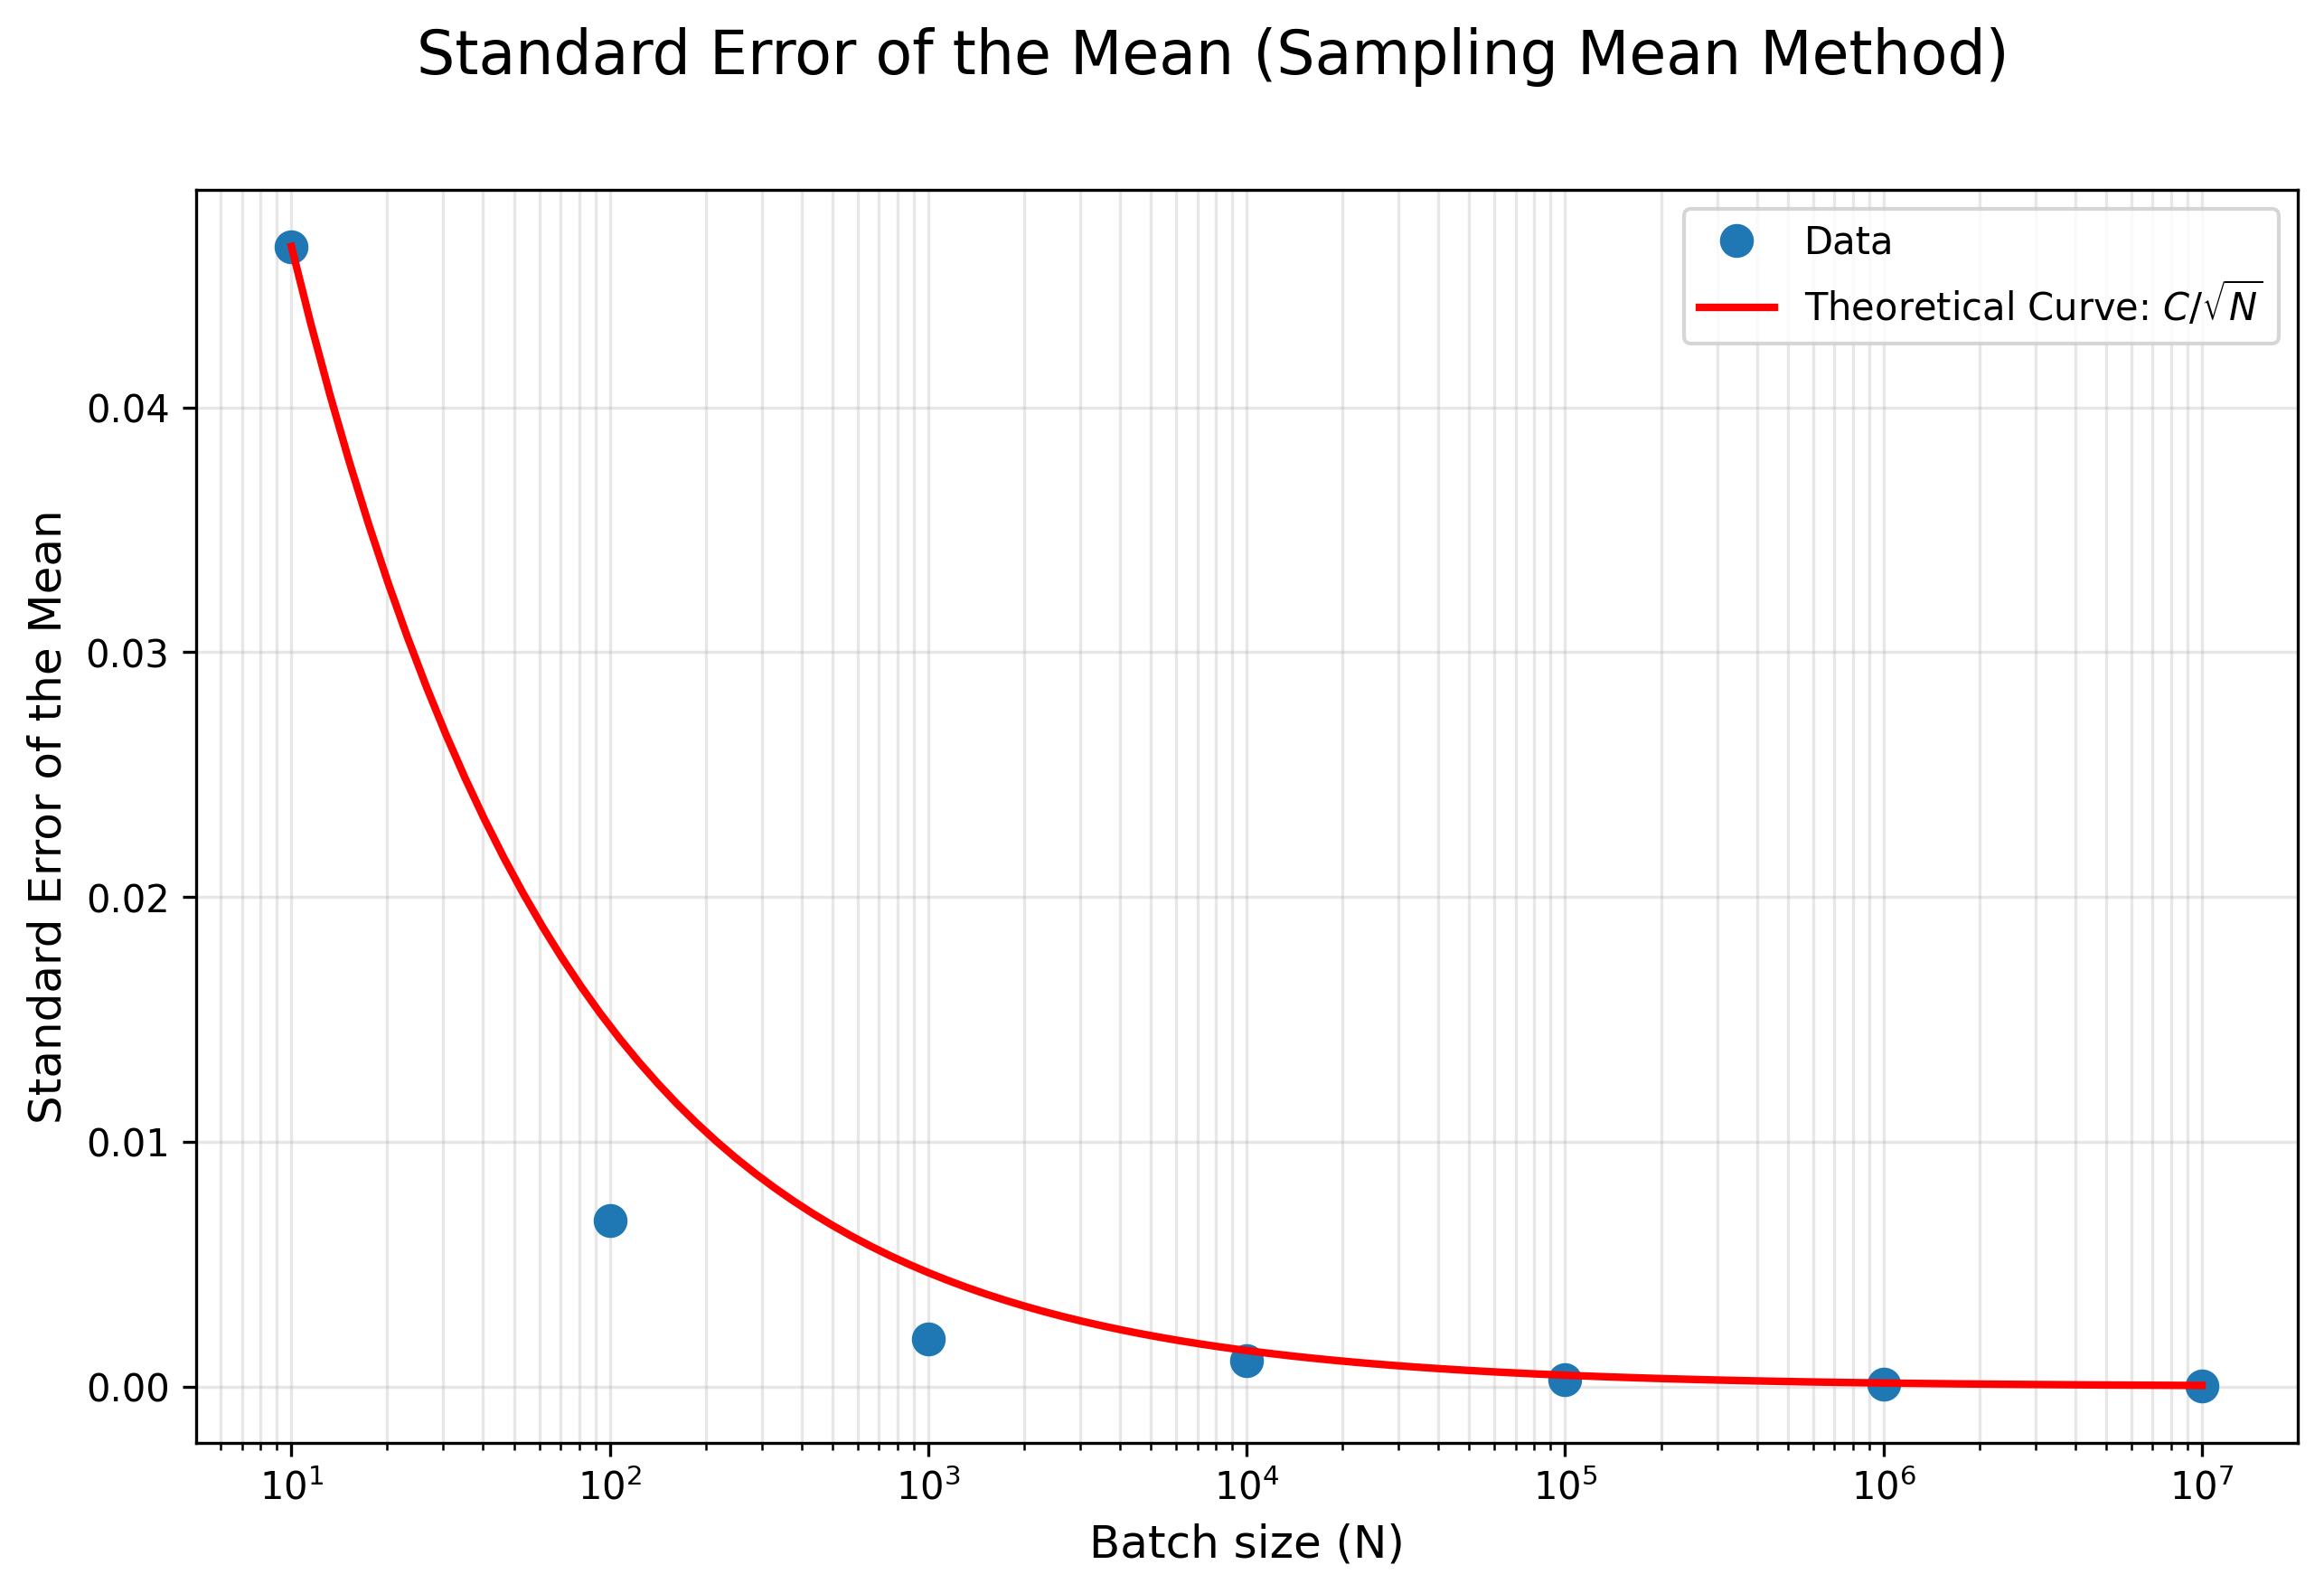 Standard Error of the Mean (Sampling Mean Method)
Data
Theoretical Curve: $C/\sqrt{N}$
Standard Error of the Mean
0.04
0.03
0.02
0.01
0.00
10¹ 10² 10³ 10⁴ 10⁵ 10⁶ 10⁷
Batch size (N)